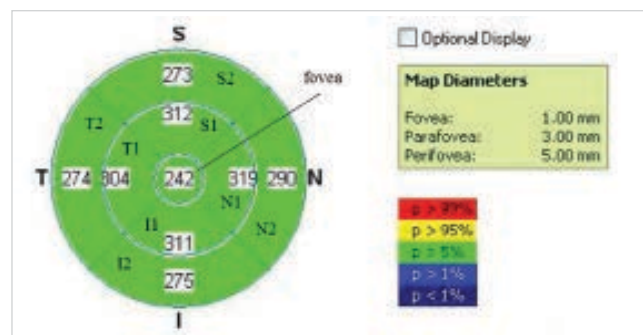 S
273
S2
fovea
312
T2
S1
T1
T
274
304
242
319
290
N
N1
I1
N2
311
I2
275
I
Optional Display
Map Diameters
Fovea: 1.00 mm
Parafovea: 3.00 mm
Perifovea: 5.00 mm
p > 99%
p > 95%
p > 5%
p > 1%
p < 1%